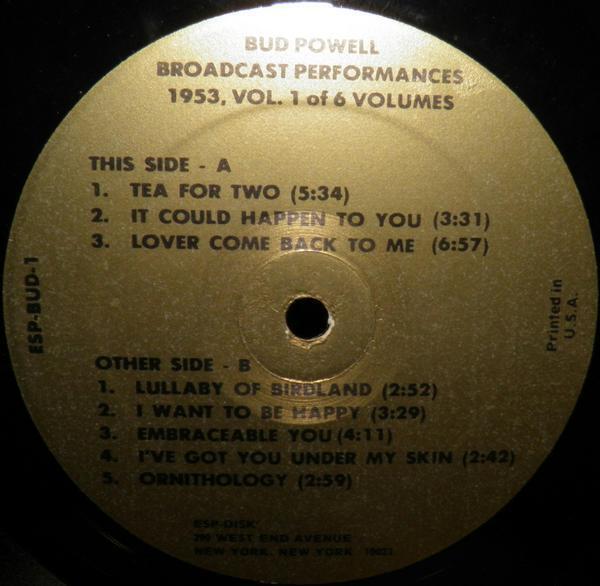 BUD POWELL
BROADCAST PERFORMANCES
1953, VOL. 1 of 6 VOLUMES
THIS SIDE - A
1. TEA FOR TWO (5:34)
2. IT COULD HAPPEN TO YOU (3:31)
3. LOVER COME BACK TO ME (6:57)
ESP-BUD-1
Printed in
U.S.A.
OTHER SIDE - B
1. LULLABY OF BIRDLAND (2:52)
2. I WANT TO BE HAPPY (3:29)
3. EMBRACEABLE YOU (4:11)
4. I'VE GOT YOU UNDER MY SKIN (2:42)
5. ORNITHOLOGY (2:59)
ESP-DISK'
290 WEST END AVENUE
NEW YORK, NEW YORK 10023